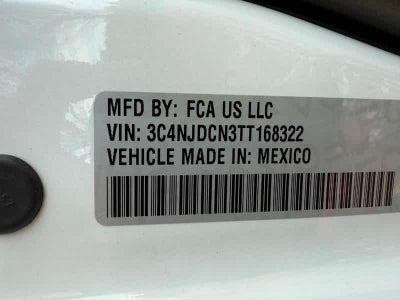 MFD BY: FCA US LLC
VIN: 3C4NJDCN3TT168322
VEHICLE MADE IN: MEXICO